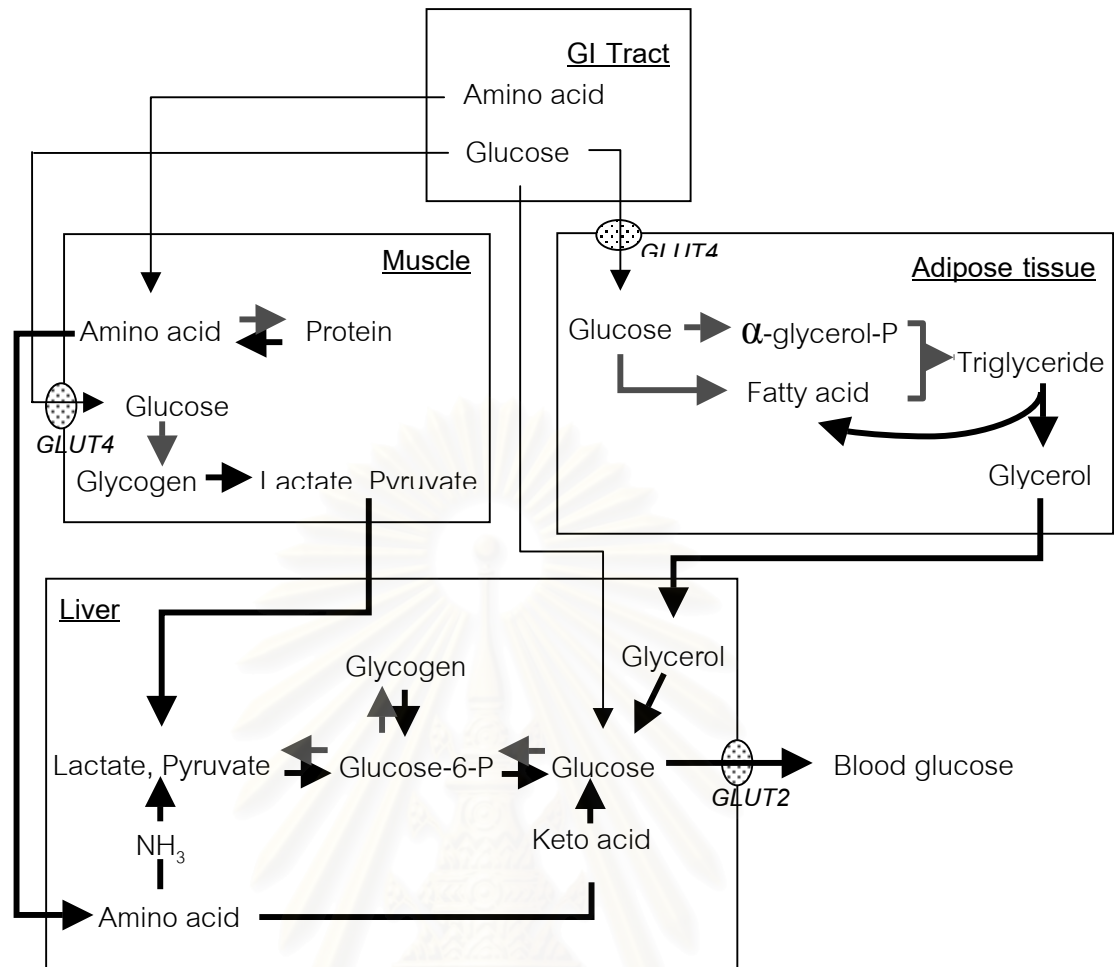 GI Tract
Amino acid
Glucose
GLUT4
Muscle
Adipose tissue
Amino acid
Protein
Glucose
α-glycerol-P
Triglyceride
Fatty acid
Glucose
GLUT4
Glycogen
Lactate Pyruvate
Glycerol
Liver
Glycogen
Glycerol
Lactate, Pyruvate
Glucose-6-P
Glucose
Blood glucose
GLUT2
Keto acid
NH₃
Amino acid